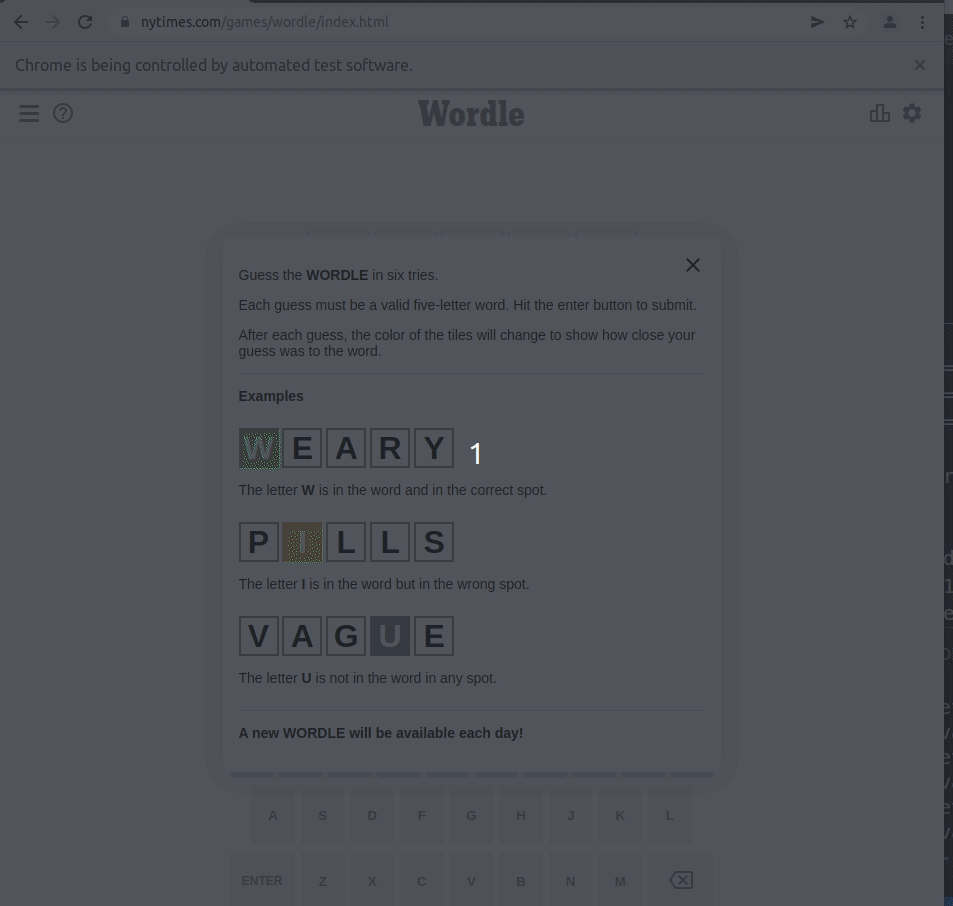 nytimes.com/games/wordle/index.html
Chrome is being controlled by automated test software.
Wordle
Guess the WORDLE in six tries.
Each guess must be a valid five-letter word. Hit the enter button to submit.
After each guess, the color of the tiles will change to show how close your
guess was to the word.
Examples
W E A R Y
1
The letter W is in the word and in the correct spot.
P I L L S
The letter I is in the word but in the wrong spot.
V A G U E
The letter U is not in the word in any spot.
A new WORDLE will be available each day!
A S D F G H J K L
ENTER Z X C V B N M